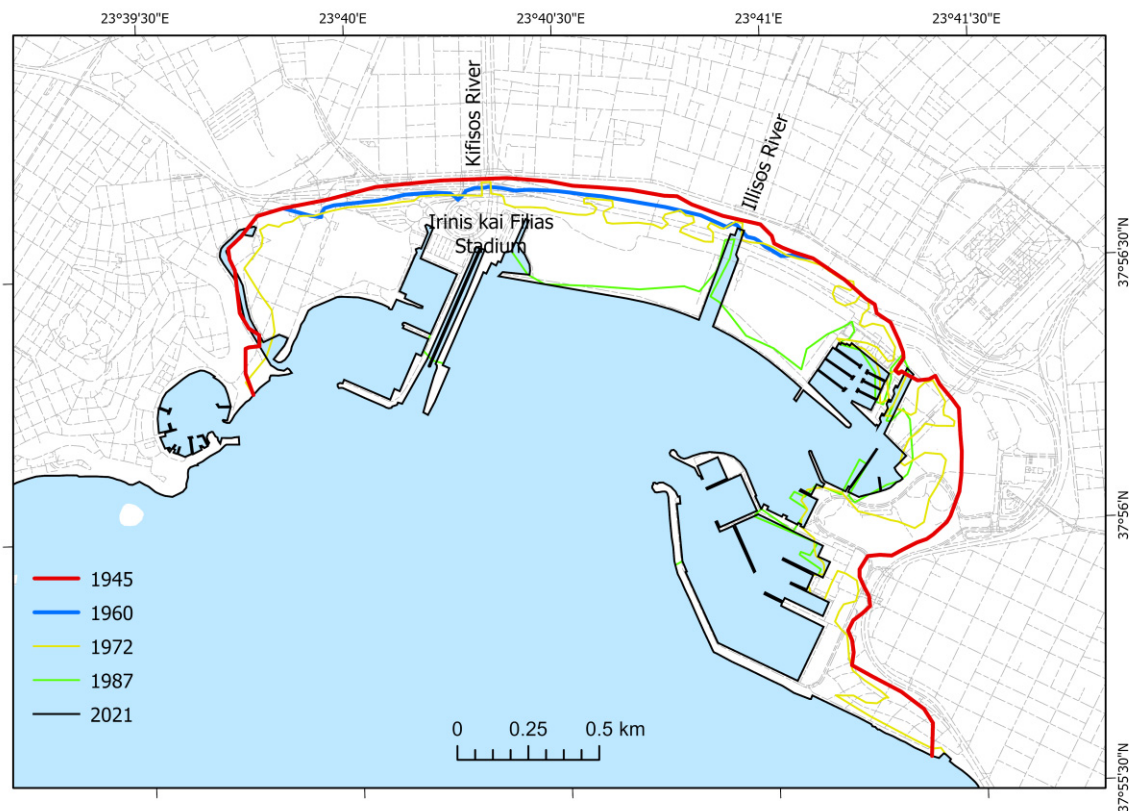 23°39'30"E
23°40'E
23°40'30"E
23°41'E
23°41'30"E
Kifisos River
Illisos River
Irinis kai Filias
Stadium
37°56'30"N
37°56'N
37°55'30"N
1945
1960
1972
1987
2021
0 0.25 0.5 km